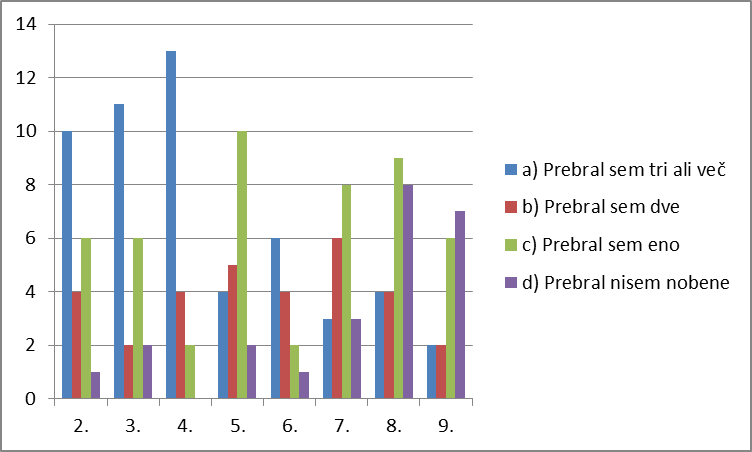 14
12
10
8
6
4
2
0
2. 3. 4. 5. 6. 7. 8. 9.
a) Prebral sem tri ali več
b) Prebral sem dve
c) Prebral sem eno
d) Prebral nisem nobene